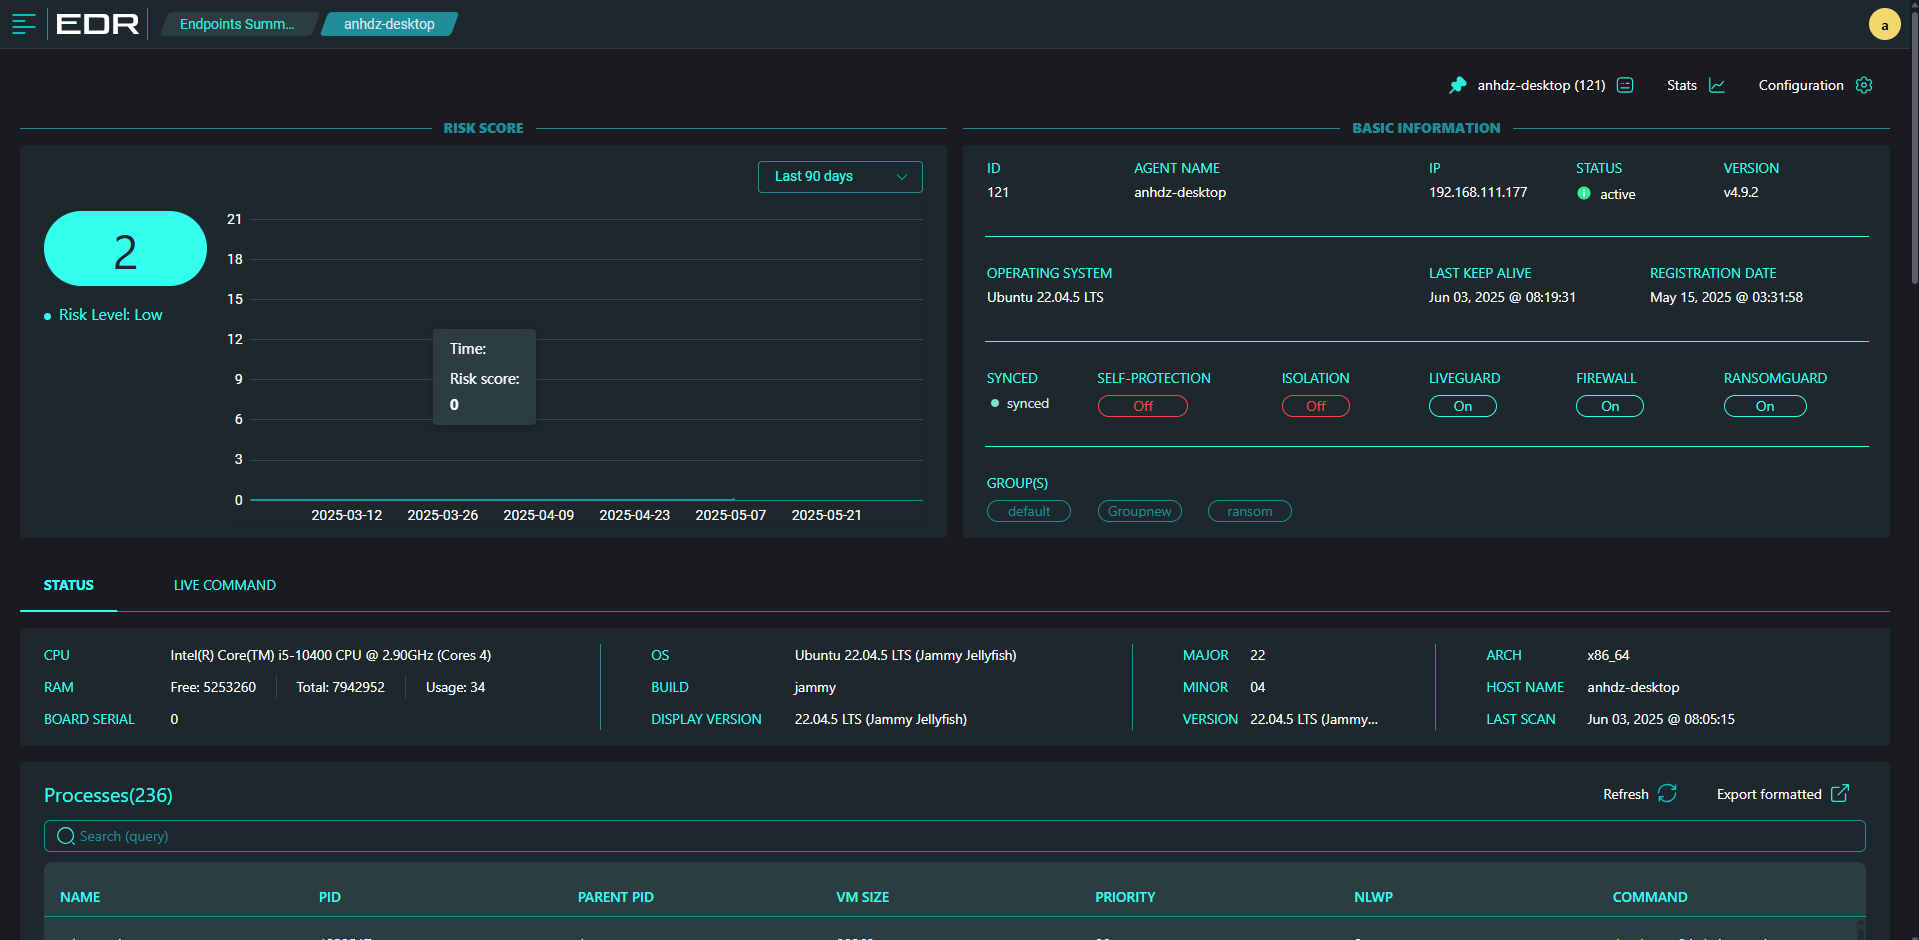 EDR
Endpoints Summ...
anhdz-desktop
a
anhdz-desktop (121)
Stats
Configuration
RISK SCORE
Last 90 days
2
Risk Level: Low
21
18
15
12
9
6
3
0
Time:
Risk score:
0
2025-03-12 2025-03-26 2025-04-09 2025-04-23 2025-05-07 2025-05-21
BASIC INFORMATION
ID AGENT NAME IP STATUS VERSION
121 anhdz-desktop 192.168.111.177 active v4.9.2
OPERATING SYSTEM LAST KEEP ALIVE REGISTRATION DATE
Ubuntu 22.04.5 LTS Jun 03, 2025 @ 08:19:31 May 15, 2025 @ 03:31:58
SYNCED SELF-PROTECTION ISOLATION LIVEGUARD FIREWALL RANSOMGUARD
synced Off Off On On On
GROUP(S)
default Groupnew ransom
STATUS LIVE COMMAND
CPU Intel(R) Core(TM) i5-10400 CPU @ 2.90GHz (Cores 4)
RAM Free: 5253260 Total: 7942952 Usage: 34
BOARD SERIAL 0
OS Ubuntu 22.04.5 LTS (Jammy Jellyfish)
BUILD jammy
DISPLAY VERSION 22.04.5 LTS (Jammy Jellyfish)
MAJOR 22
MINOR 04
VERSION 22.04.5 LTS (Jammy...
ARCH x86_64
HOST NAME anhdz-desktop
LAST SCAN Jun 03, 2025 @ 08:05:15
Processes(236)
Refresh
Export formatted
Search (query)
NAME PID PARENT PID VM SIZE PRIORITY NLWP COMMAND